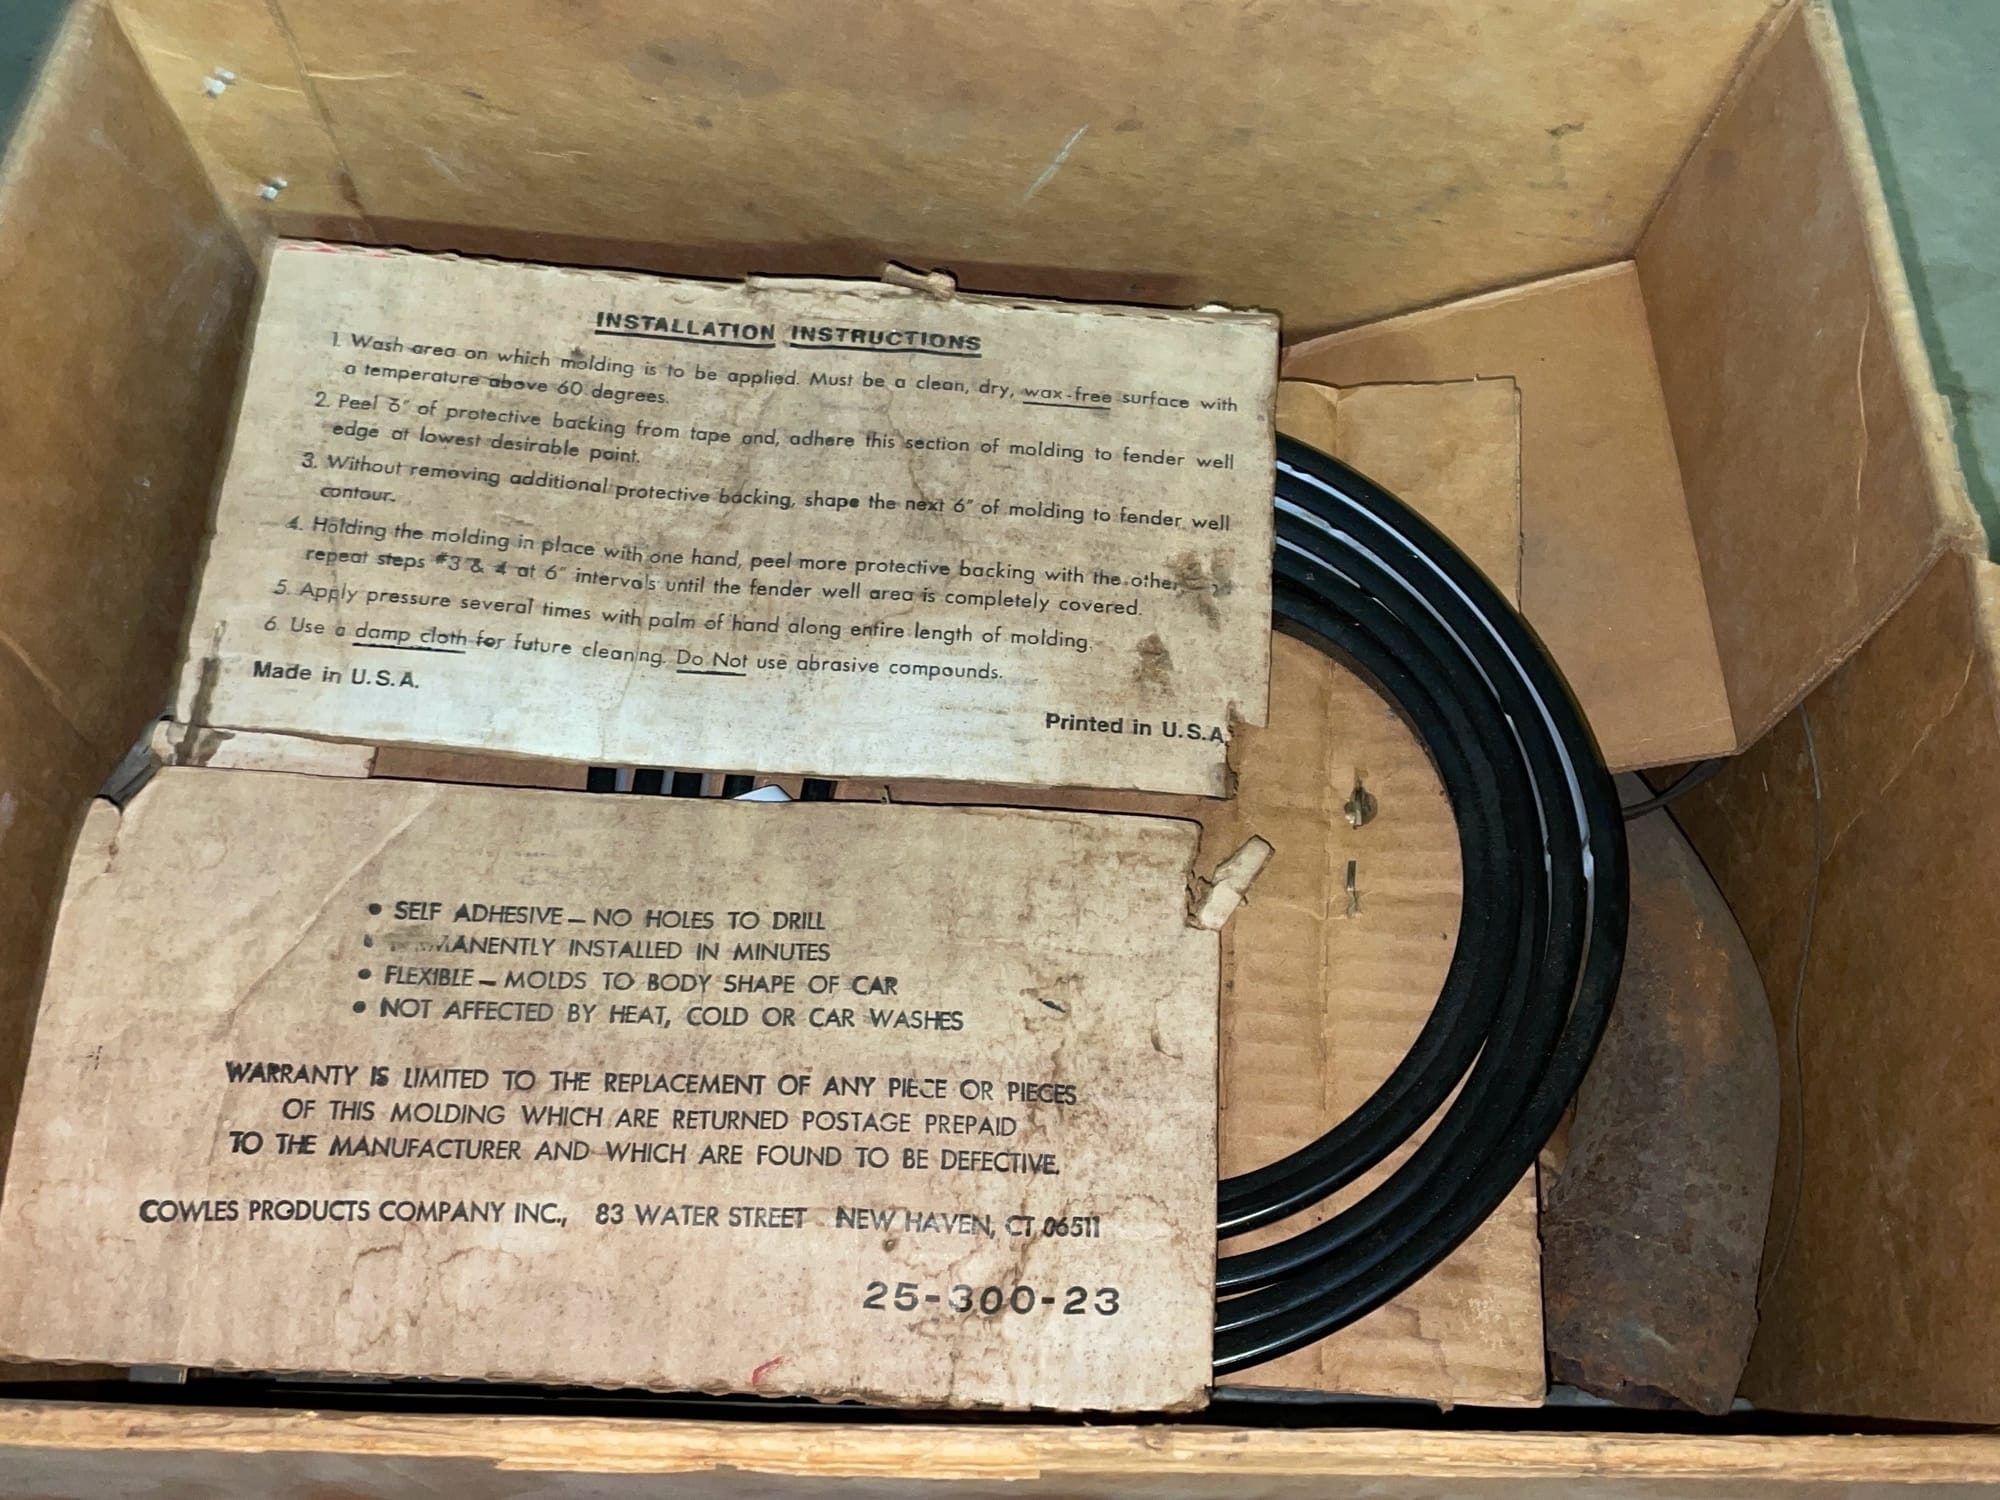 INSTALLATION INSTRUCTIONS
1. Wash area on which molding is to be applied. Must be a clean, dry, wax-free surface with
a temperature above 60 degrees.
2. Peel 6" of protective backing from tape and, adhere this section of molding to fender well
edge at lowest desirable point.
3. Without removing additional protective backing, shape the next 6" of molding to fender well
contour.
4. Holding the molding in place with one hand, peel more protective backing with the other
repeat steps #3 & 4 at 6" intervals until the fender well area is completely covered.
5. Apply pressure several times with palm of hand along entire length of molding.
6. Use a damp cloth for future cleaning. Do Not use abrasive compounds.
Made in U.S.A.
Printed in U.S.A.
• SELF ADHESIVE – NO HOLES TO DRILL
• PERMANENTLY INSTALLED IN MINUTES
• FLEXIBLE – MOLDS TO BODY SHAPE OF CAR
• NOT AFFECTED BY HEAT, COLD OR CAR WASHES
WARRANTY IS LIMITED TO THE REPLACEMENT OF ANY PIECE OR PIECES
OF THIS MOLDING WHICH ARE RETURNED POSTAGE PREPAID
TO THE MANUFACTURER AND WHICH ARE FOUND TO BE DEFECTIVE.
COWLES PRODUCTS COMPANY INC., 83 WATER STREET NEW HAVEN, CT 06511
25-300-23